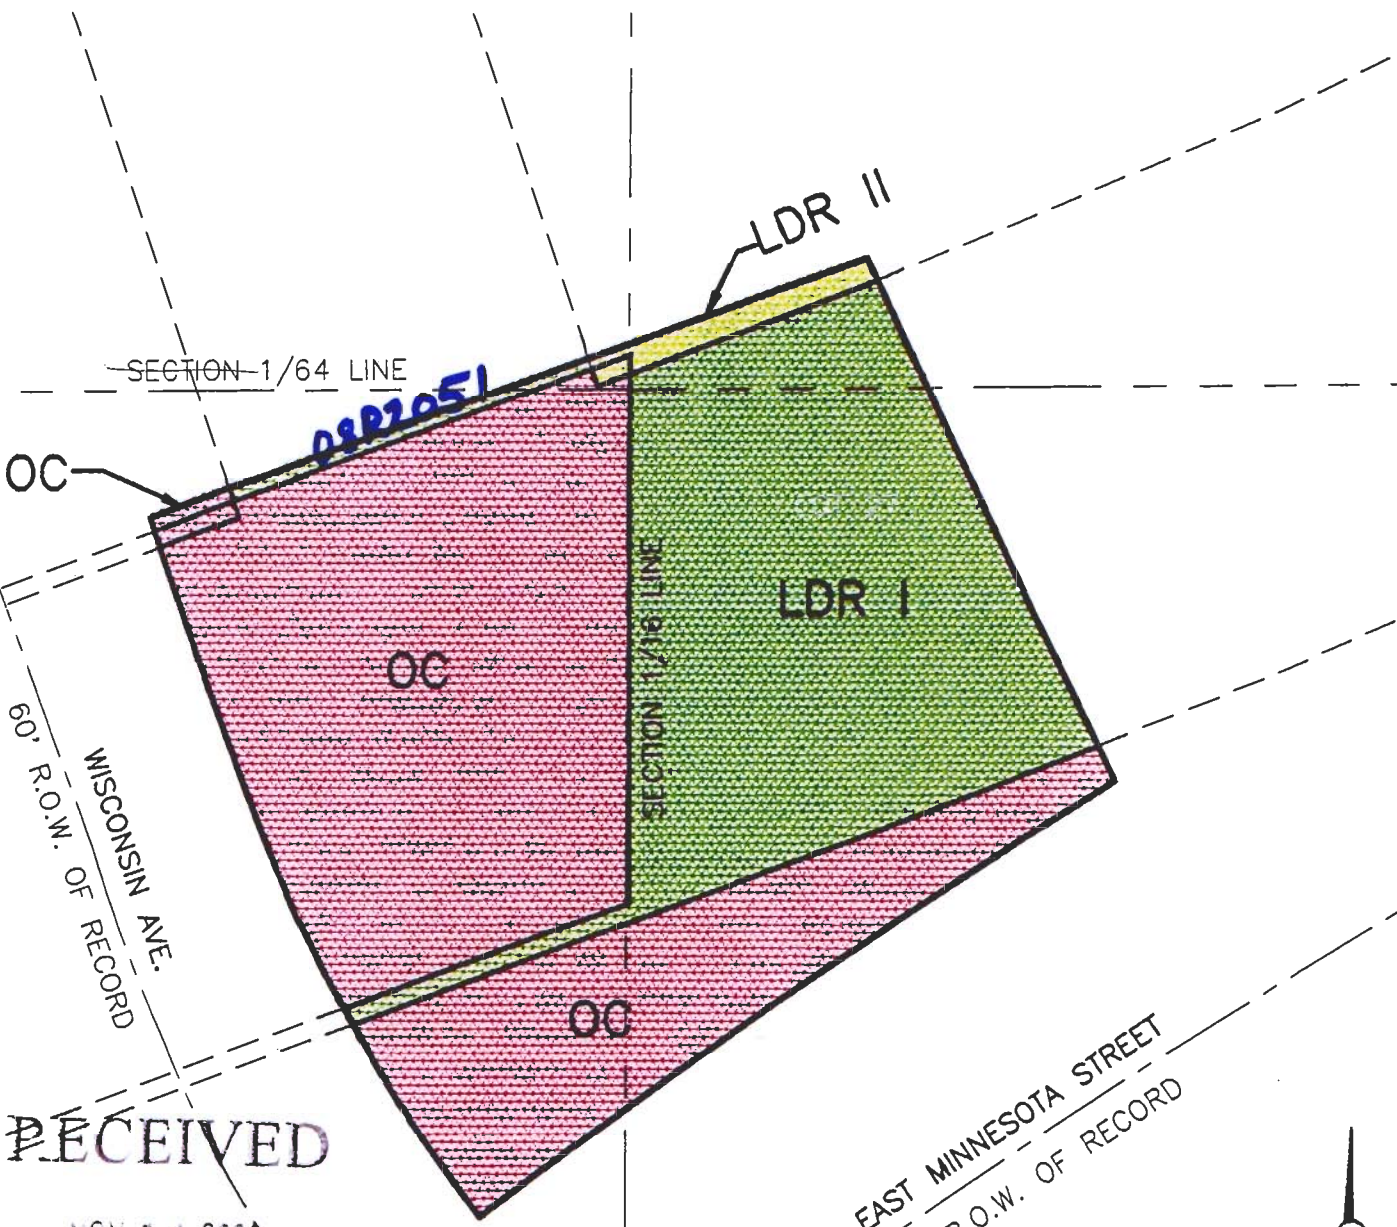 LDR II
SECTION 1/64 LINE
08RZ051
OC
LDR I
SECTION 1/16 LINE
OC
WISCONSIN AVE.
60' R.O.W. OF RECORD
OC
EAST MINNESOTA STREET
R.O.W. OF RECORD
RECEIVED